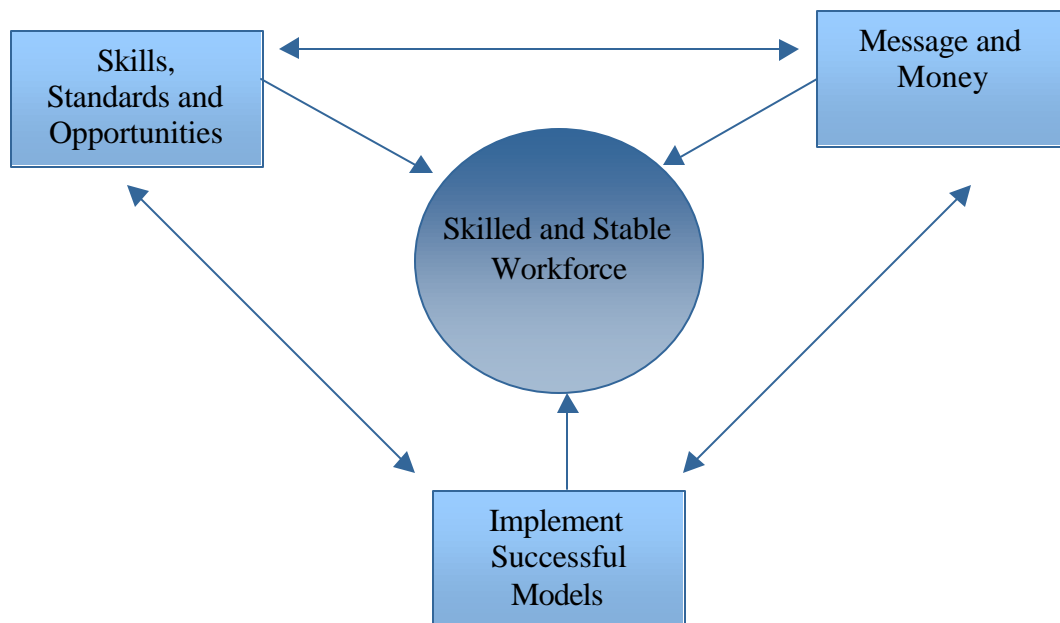 Skills,
Standards and
Opportunities
Message and
Money
Skilled and Stable
Workforce
Implement
Successful
Models